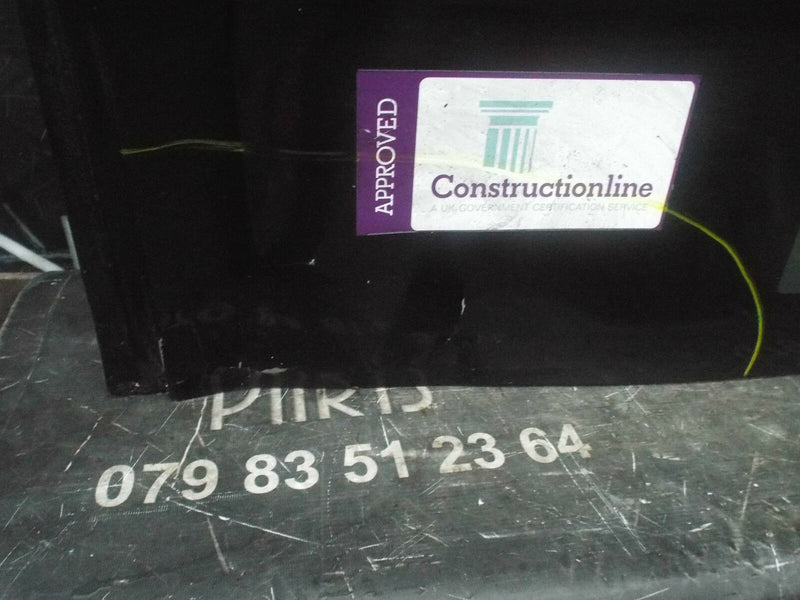 APPROVED
Constructionline
A UK GOVERNMENT CERTIFICATION SERVICE
079 83 51 23 64